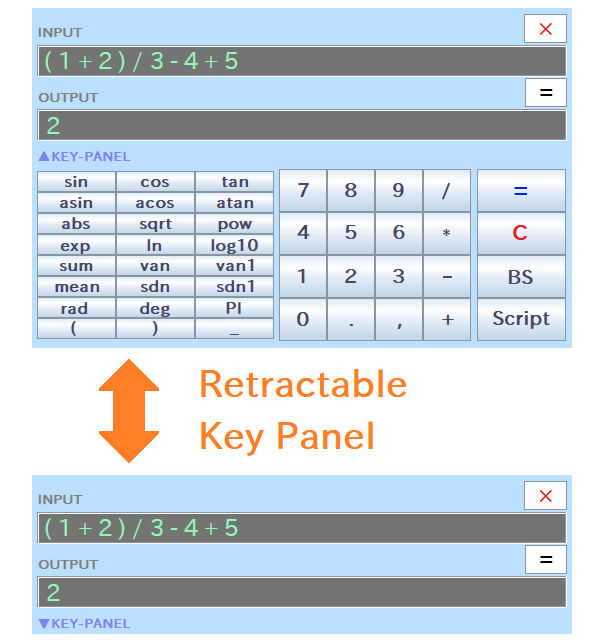 INPUT ×
(1+2)/3-4+5
OUTPUT =
2
▲KEY-PANEL
sin cos tan 7 8 9 / =
asin acos atan
abs sqrt pow 4 5 6 * C
exp ln log10
sum van van1 1 2 3 - BS
mean sdn sdn1
rad deg PI 0 . , + Script
( ) _
Retractable
Key Panel
INPUT ×
(1+2)/3-4+5
OUTPUT =
2
▼KEY-PANEL